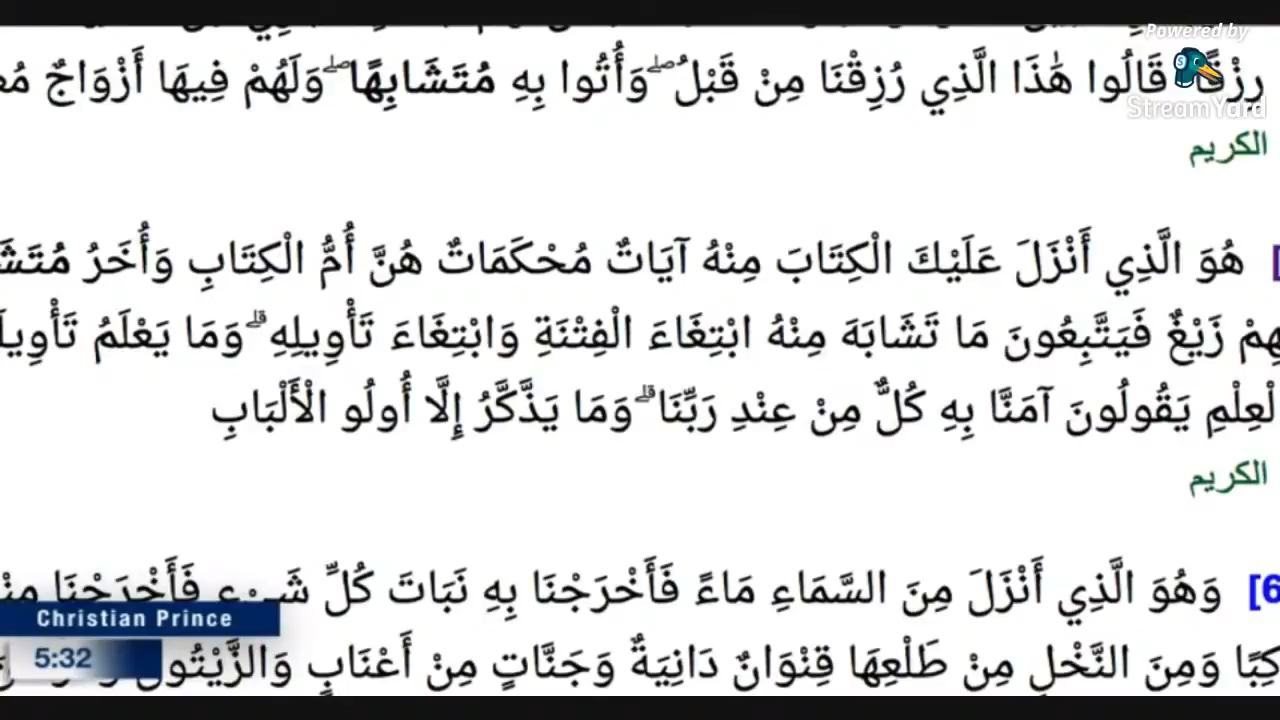 Powered by
StreamYard
رِزْقًا قَالُوا هَٰذَا الَّذِي رُزِقْنَا مِنْ قَبْلُ ۖ وَأُتُوا بِهِ مُتَشَابِهًا ۖ وَلَهُمْ فِيهَا أَزْوَاجٌ
الكريم
هُوَ الَّذِي أَنْزَلَ عَلَيْكَ الْكِتَابَ مِنْهُ آيَاتٌ مُحْكَمَاتٌ هُنَّ أُمُّ الْكِتَابِ وَأُخَرُ
زَيْغٌ فَيَتَّبِعُونَ مَا تَشَابَهَ مِنْهُ ابْتِغَاءَ الْفِتْنَةِ وَابْتِغَاءَ تَأْوِيلِهِ ۗ وَمَا يَعْلَمُ
لْعِلْمِ يَقُولُونَ آمَنَّا بِهِ كُلٌّ مِنْ عِنْدِ رَبِّنَا ۗ وَمَا يَذَّكَّرُ إِلَّا أُولُو الْأَلْبَابِ
الكريم
[6 وَهُوَ الَّذِي أَنْزَلَ مِنَ السَّمَاءِ مَاءً فَأَخْرَجْنَا بِهِ نَبَاتَ كُلِّ شَيْءٍ فَأَخْرَجْنَا
وَمِنَ النَّخْلِ مِنْ طَلْعِهَا قِنْوَانٌ دَانِيَةٌ وَجَنَّاتٍ مِنْ أَعْنَابٍ وَالزَّيْتُونَ
Christian Prince
5:32